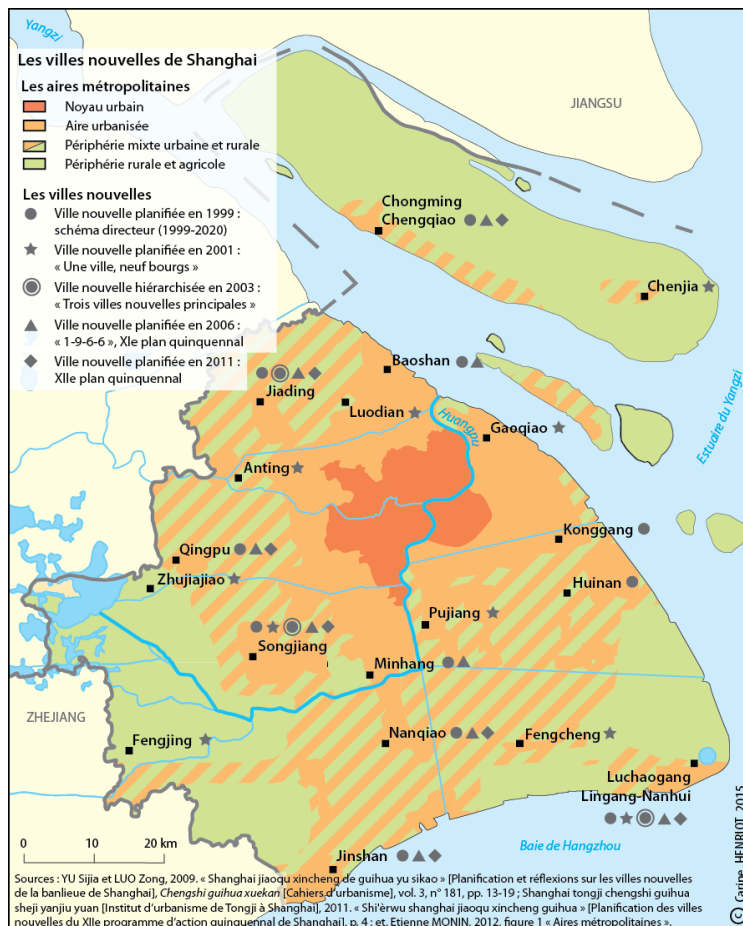 Yangzi
Les villes nouvelles de Shanghai
Les aires métropolitaines
Noyau urbain
Aire urbanisée
Périphérie mixte urbaine et rurale
Périphérie rurale et agricole
Les villes nouvelles
Ville nouvelle planifiée en 1999 :
schéma directeur (1999-2020)
Ville nouvelle planifiée en 2001 :
« Une ville, neuf bourgs »
Ville nouvelle hiérarchisée en 2003 :
« Trois villes nouvelles principales »
Ville nouvelle planifiée en 2006 :
« 1-9-6-6 », XIe plan quinquennal
Ville nouvelle planifiée en 2011 :
XIIe plan quinquennal
JIANGSU
Chongming
Chengqiao
Chenjia
Baoshan
Jiading
Luodian
Huangpu
Gaoqiao
Estuaire du Yangzi
Anting
Konggang
Qingpu
Zhujiajiao
Huinan
Pujiang
Songjiang
Minhang
ZHEJIANG
Fengjing
Nanqiao
Fengcheng
Luchaogang
Lingang-Nanhui
0 10 20 km
Baie de Hangzhou
Jinshan
Sources : YU Sijia et LUO Zong, 2009. « Shanghai jiaoqu xincheng de guihua yu sikao » [Planification et réflexions sur les villes nouvelles
de la banlieue de Shanghai], Chengshi guihua xuekan [Cahiers d'urbanisme], vol. 3, n° 181, pp. 13-19 ; Shanghai tongji chengshi guihua
sheji yanjiu yuan [Institut d'urbanisme de Tongji à Shanghai], 2011. « Shi'èrwu shanghai jiaoqu xincheng guihua » [Planification des villes
nouvelles du XIIe programme d'action quinquennal de Shanghai], p. 4 ; et, Etienne MONIN, 2012, figure 1 « Aires métropolitaines ».
(c) Carine HENRIOT, 2015